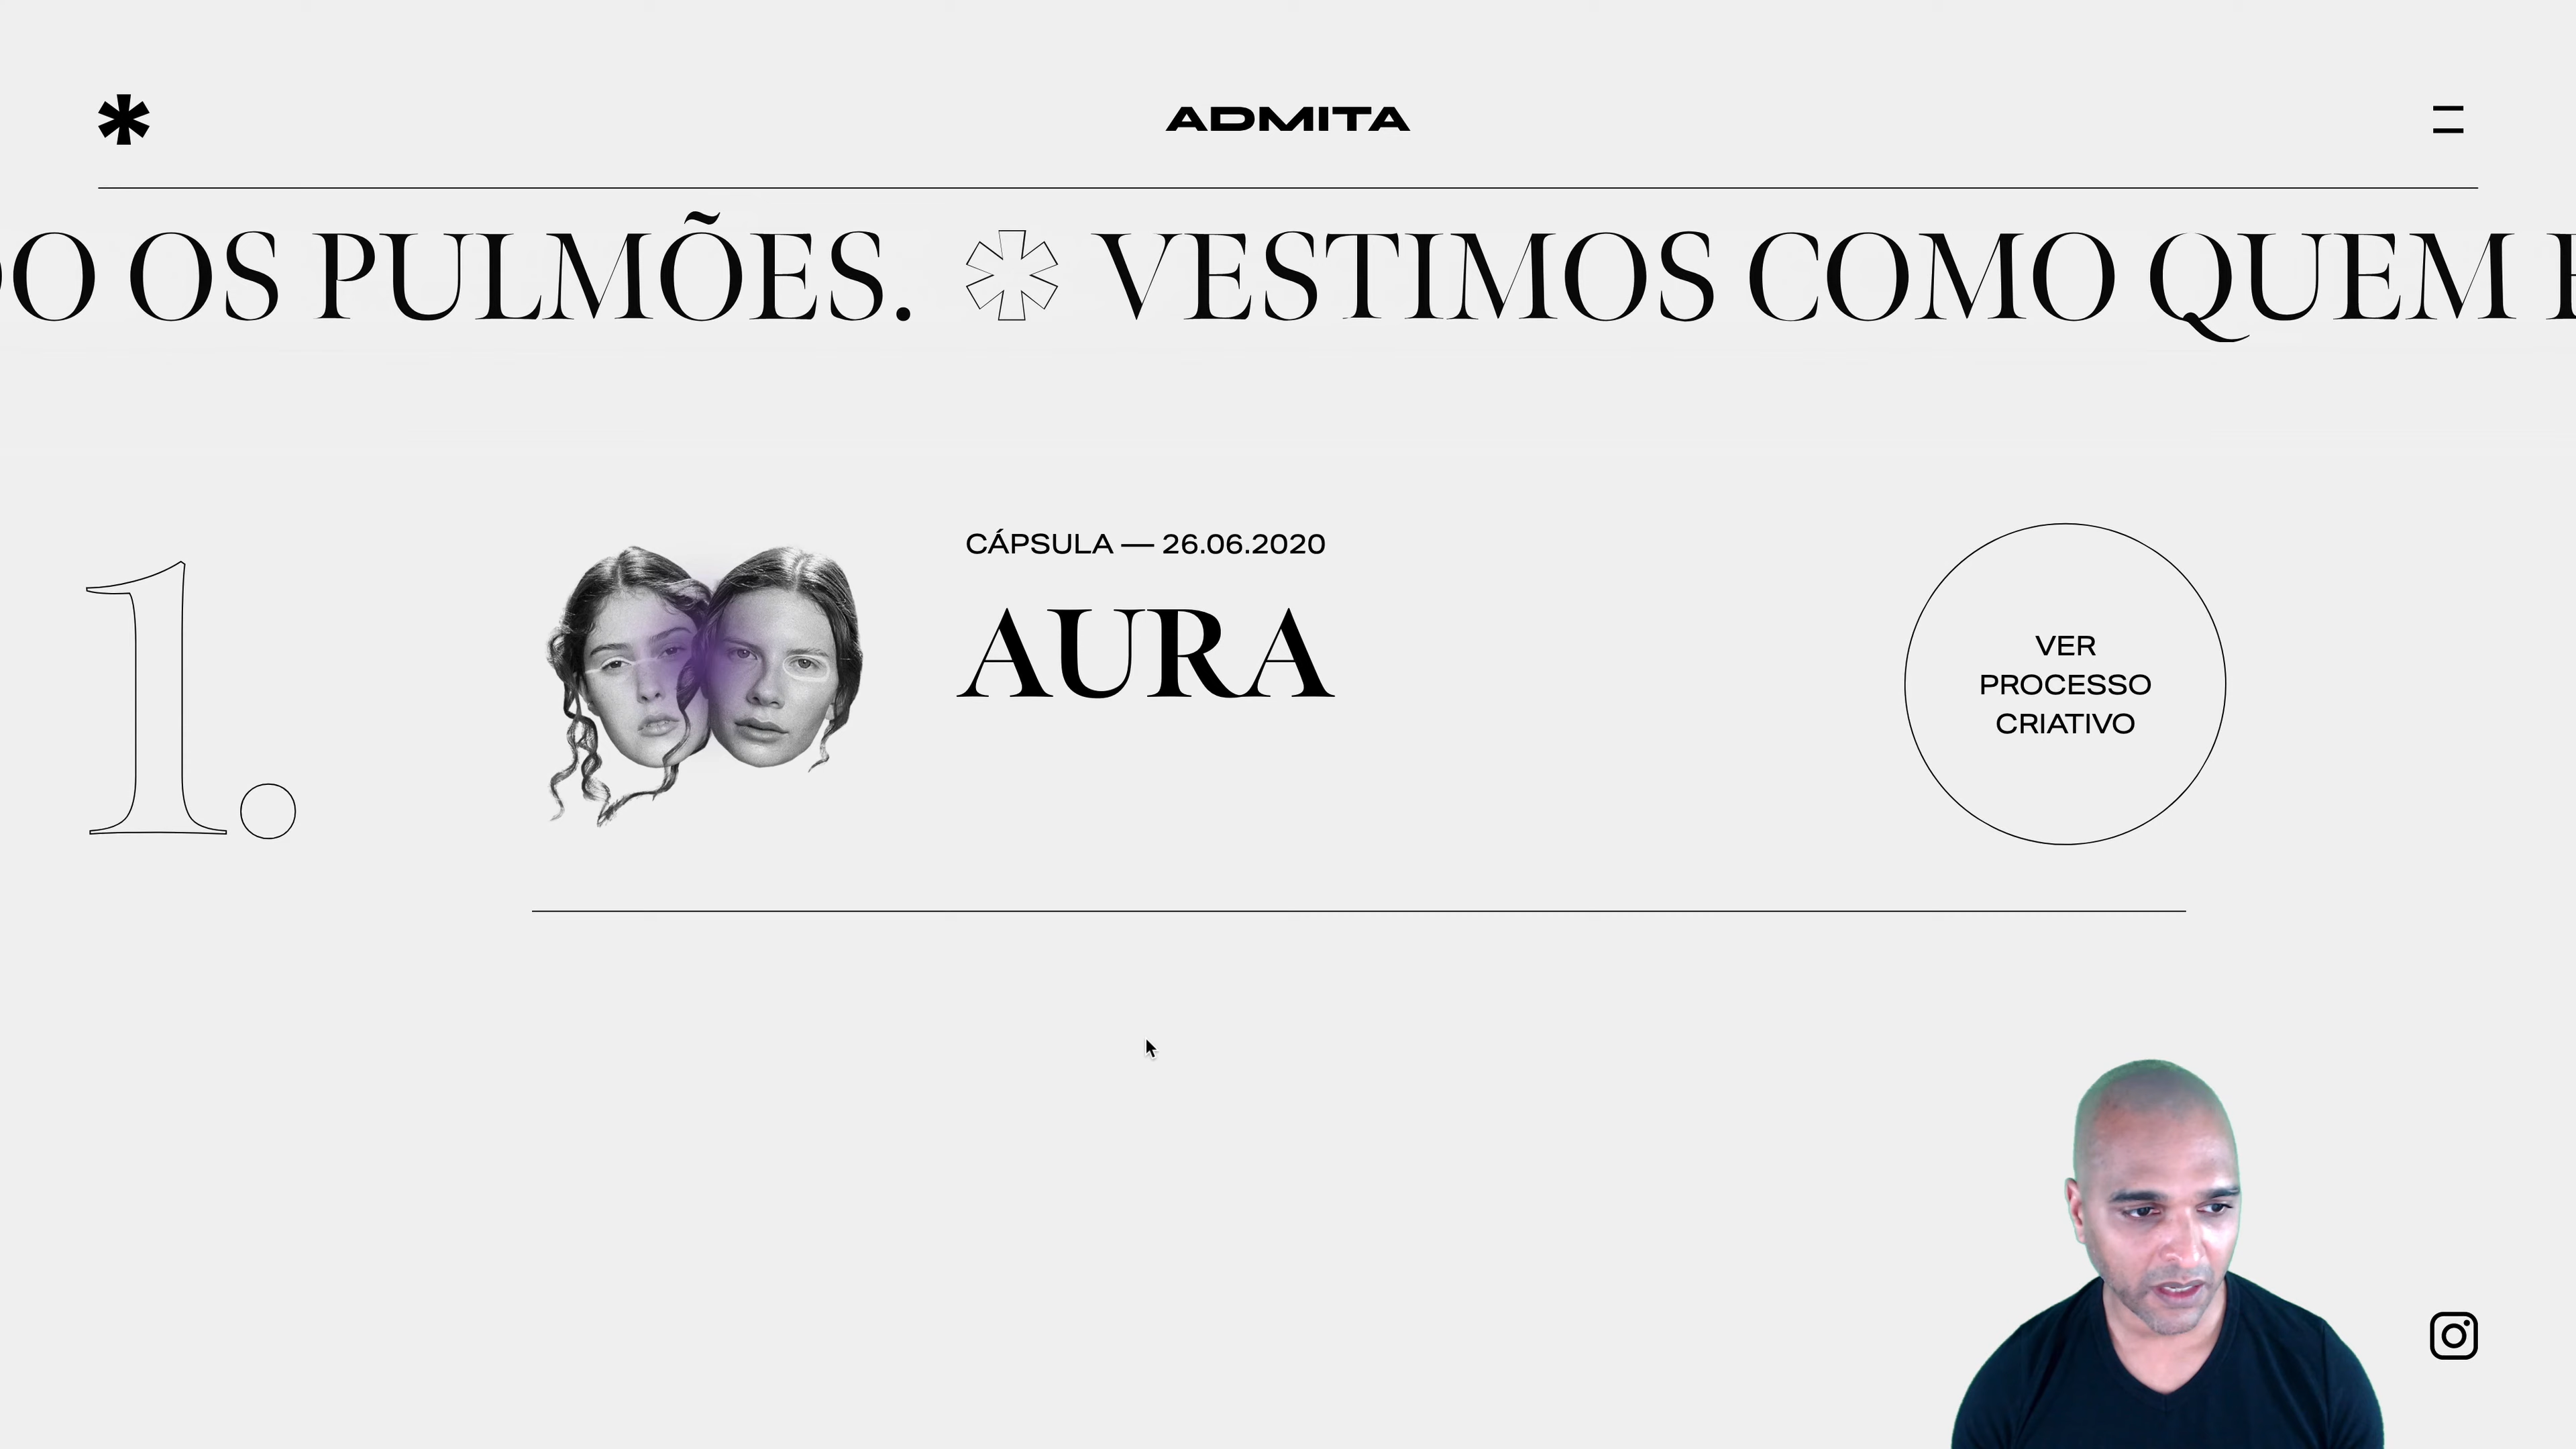 ADMITA
OS PULMÕES. VESTIMOS COMO QUEM
1.
CÁPSULA — 26.06.2020
AURA
VER
PROCESSO
CRIATIVO